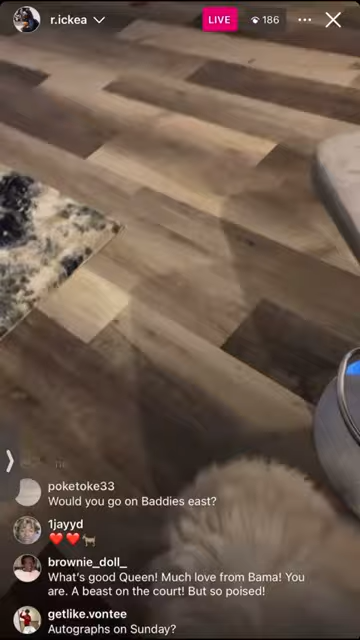 r.ickea
LIVE
186
poketoke33
Would you go on Baddies east?
1jayyd
❤️❤️🐐
brownie_doll_
What's good Queen! Much love from Bama! You
are. A beast on the court! But so poised!
getlike.vontee
Autographs on Sunday?